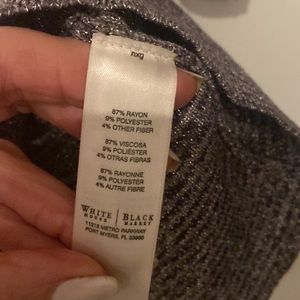 87% RAYON
9% POLYESTER
4% OTHER FIBER
87% VISCOSA
9% POLYESTER
4% OTRAS FIBRAS
87% RAYONNE
9% POLYESTER
4% AUTRE FIBRE
WHITE | BLACK
HOUSE | MARKET
11215 METRO PARKWAY
FORT MYERS, FL 33966